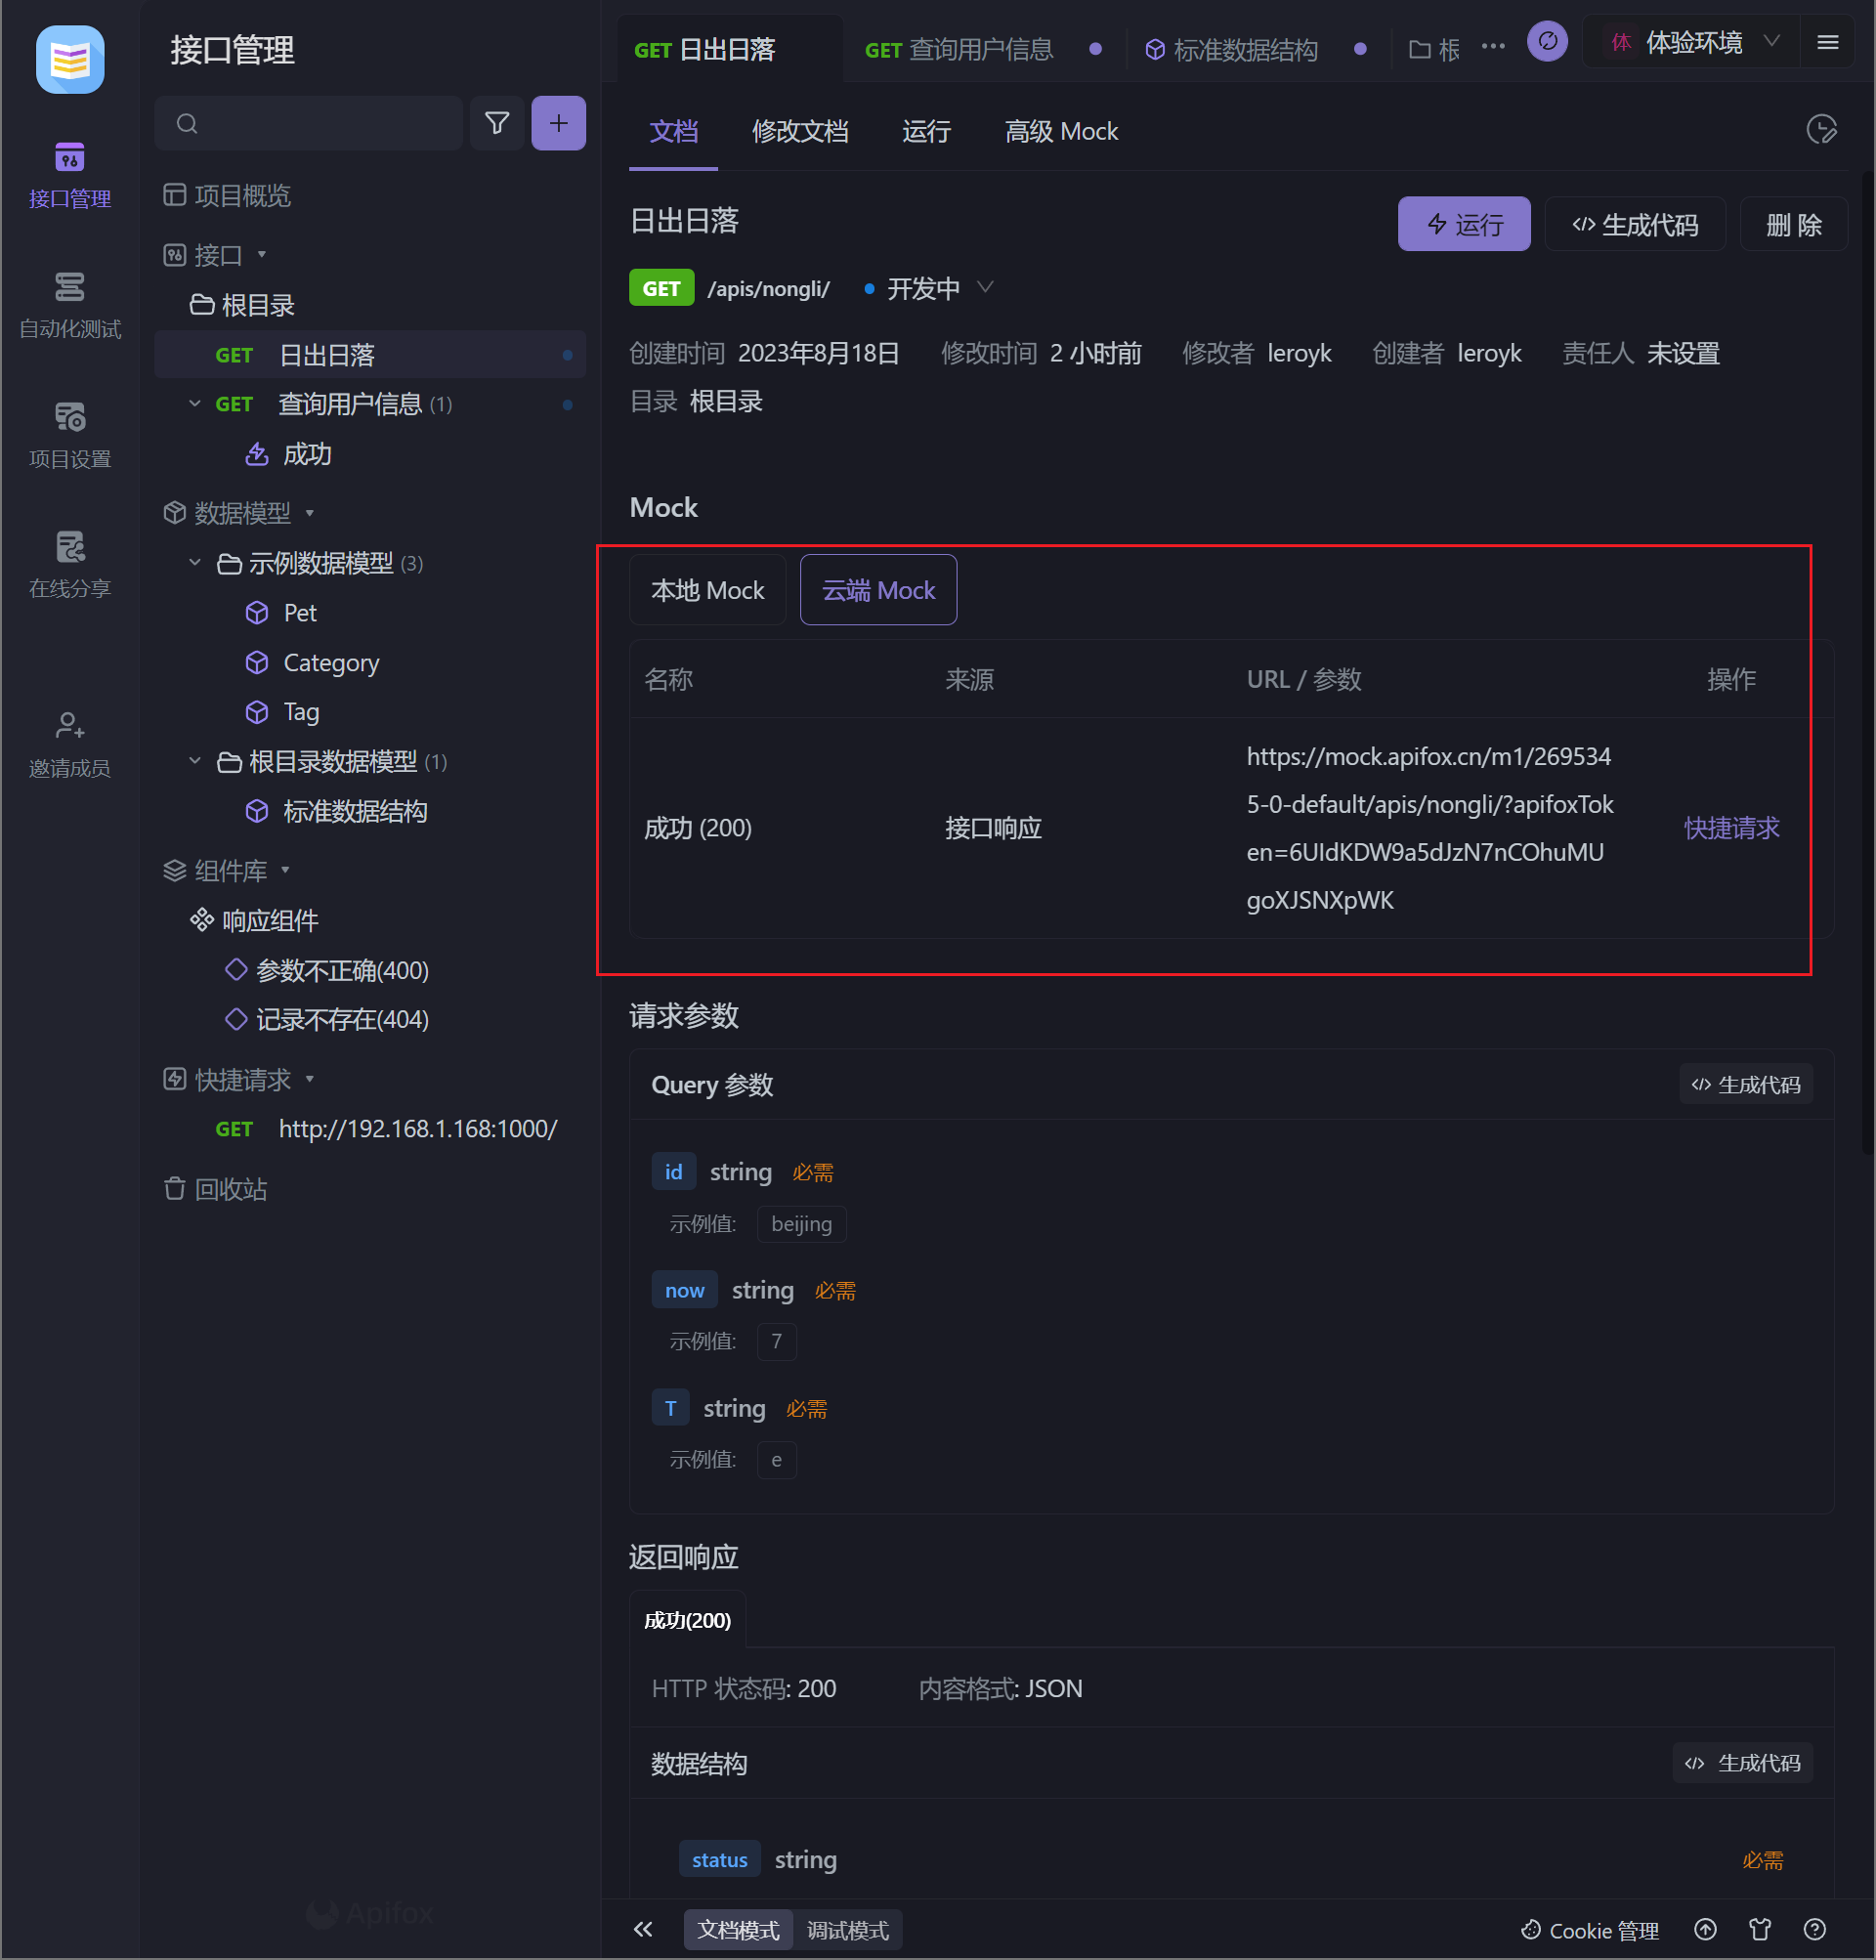 接口管理
自动化测试
项目设置
在线分享
邀请成员
接口管理
项目概览
接口
根目录
GET 日出日落
GET 查询用户信息 (1)
成功
数据模型
示例数据模型 (3)
Pet
Category
Tag
根目录数据模型 (1)
标准数据结构
组件库
响应组件
参数不正确(400)
记录不存在(404)
快捷请求
GET http://192.168.1.168:1000/
回收站
Apifox
GET 日出日落 GET 查询用户信息 标准数据结构 根 ··· 体 体验环境
文档 修改文档 运行 高级 Mock
日出日落 运行 生成代码 删 除
GET /apis/nongli/ 开发中
创建时间 2023年8月18日 修改时间 2 小时前 修改者 leroyk 创建者 leroyk 责任人 未设置
目录 根目录
Mock
本地 Mock 云端 Mock
名称 来源 URL / 参数 操作
成功 (200) 接口响应 快捷请求
https://mock.apifox.cn/m1/269534
5-0-default/apis/nongli/?apifoxTok
en=6UIdKDW9a5dJzN7nCOhuMU
goXJSNXpWK
请求参数
Query 参数 生成代码
id string 必需
示例值: beijing
now string 必需
示例值: 7
T string 必需
示例值: e
返回响应
成功(200)
HTTP 状态码: 200 内容格式: JSON
数据结构 生成代码
status string 必需
文档模式 调试模式 Cookie 管理